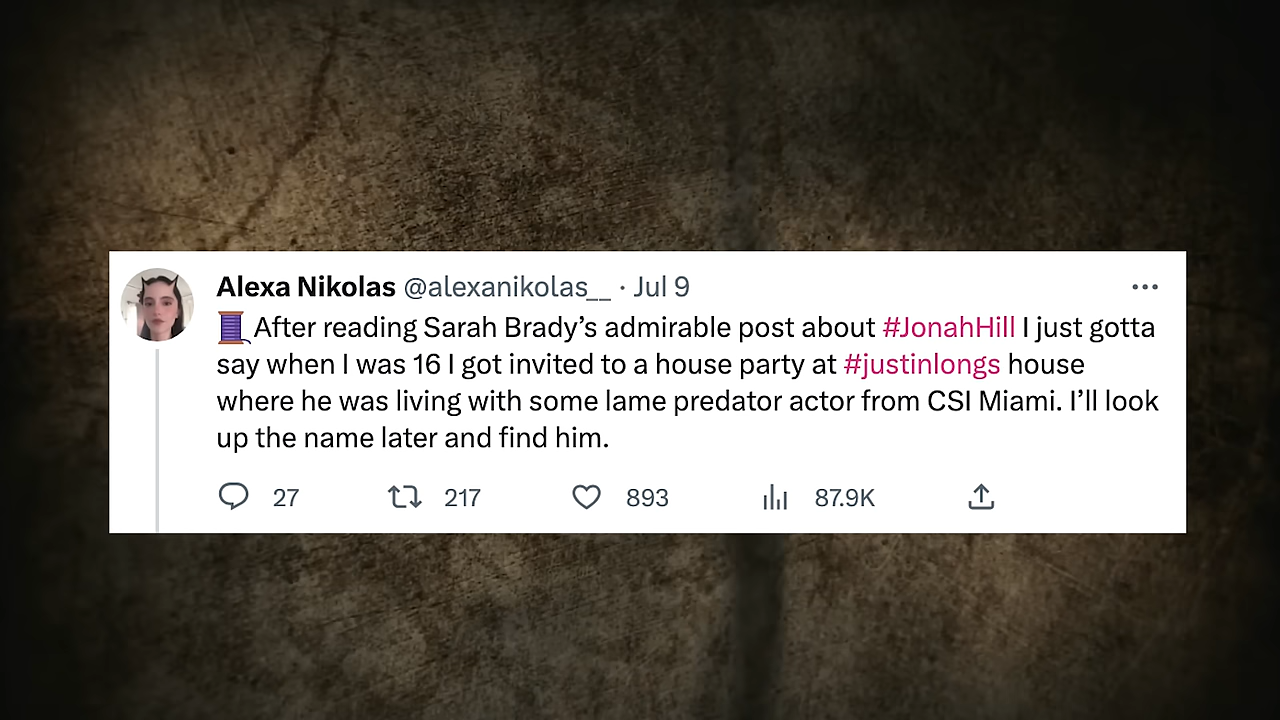 Alexa Nikolas @alexanikolas__ · Jul 9
🧵After reading Sarah Brady’s admirable post about #JonahHill I just gotta
say when I was 16 I got invited to a house party at #justinlongs house
where he was living with some lame predator actor from CSI Miami. I’ll look
up the name later and find him.
27 217 893 87.9K